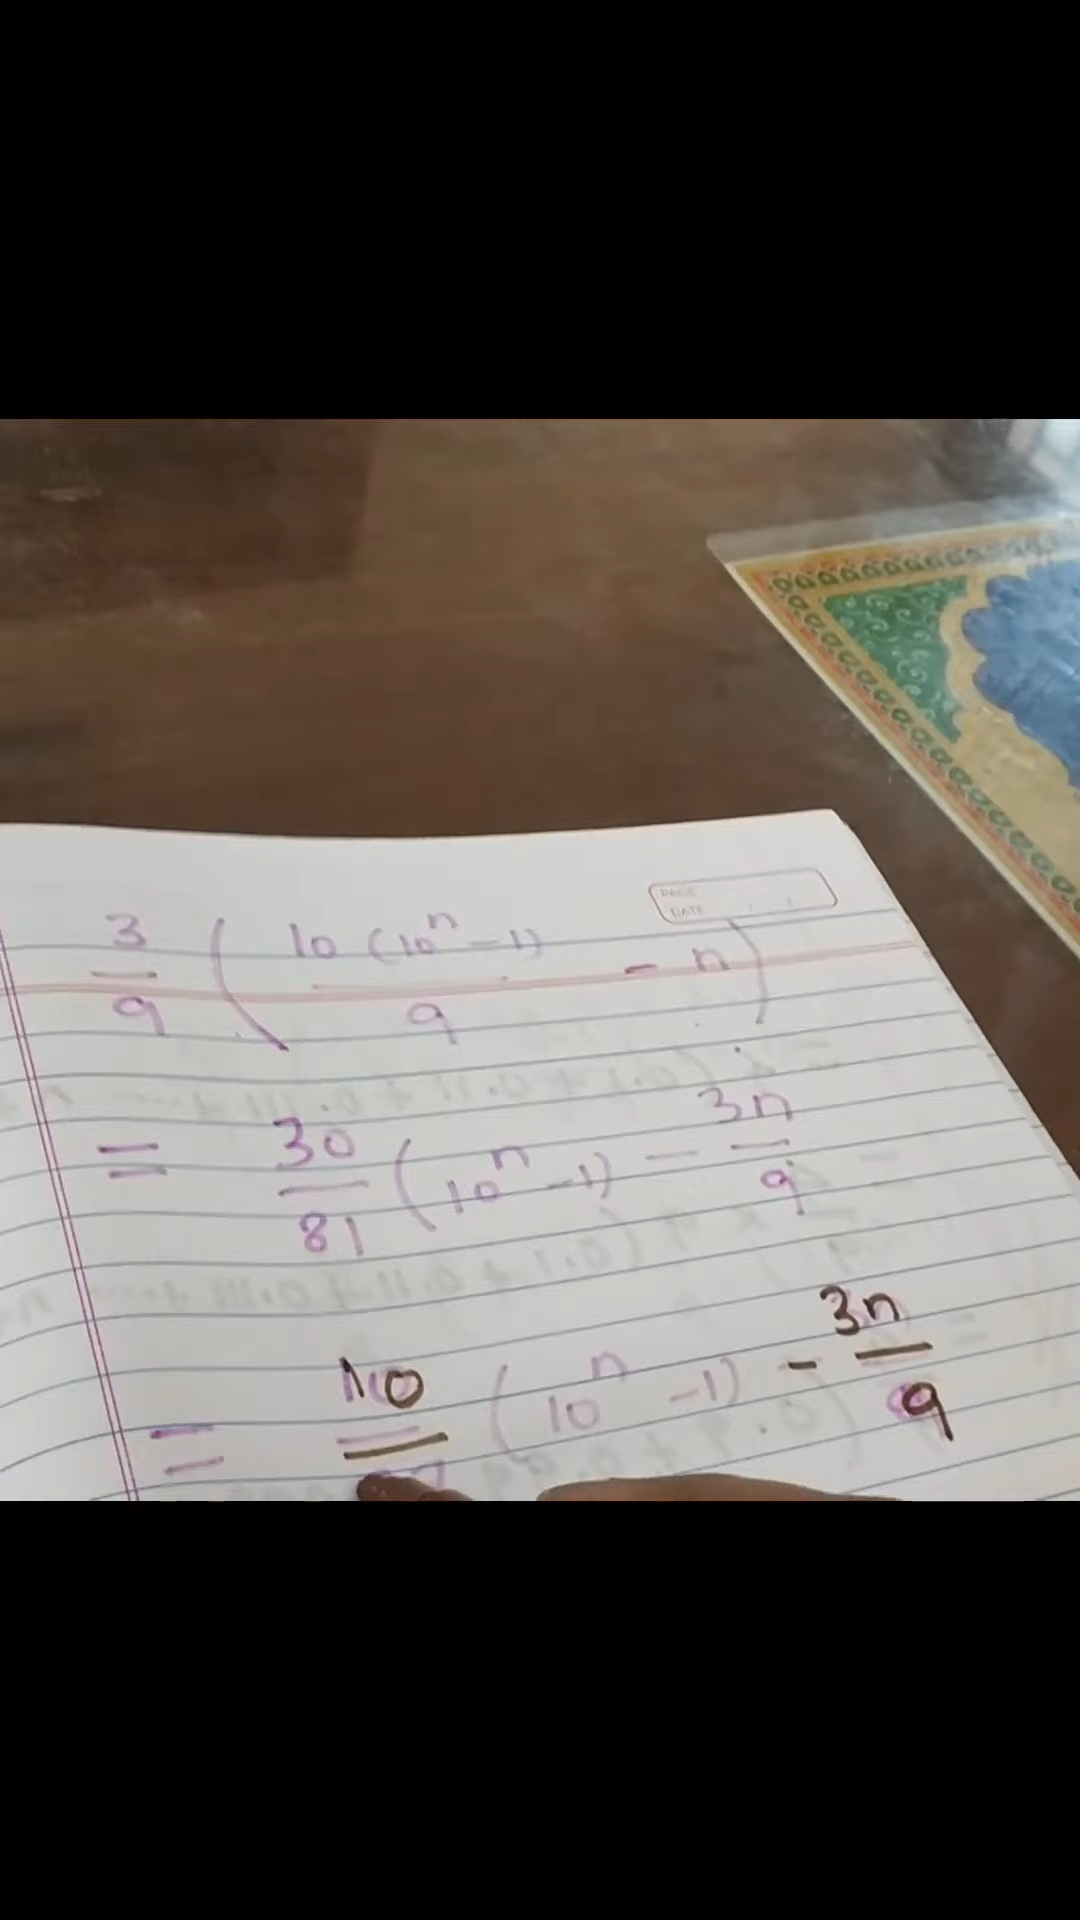 PAGE
DATE / /
3/9 ( 10 (10^n - 1) / 9 - n )
= 30/81 (10^n - 1) - 3n/9
= 10/ (10^n - 1) - 3n/9